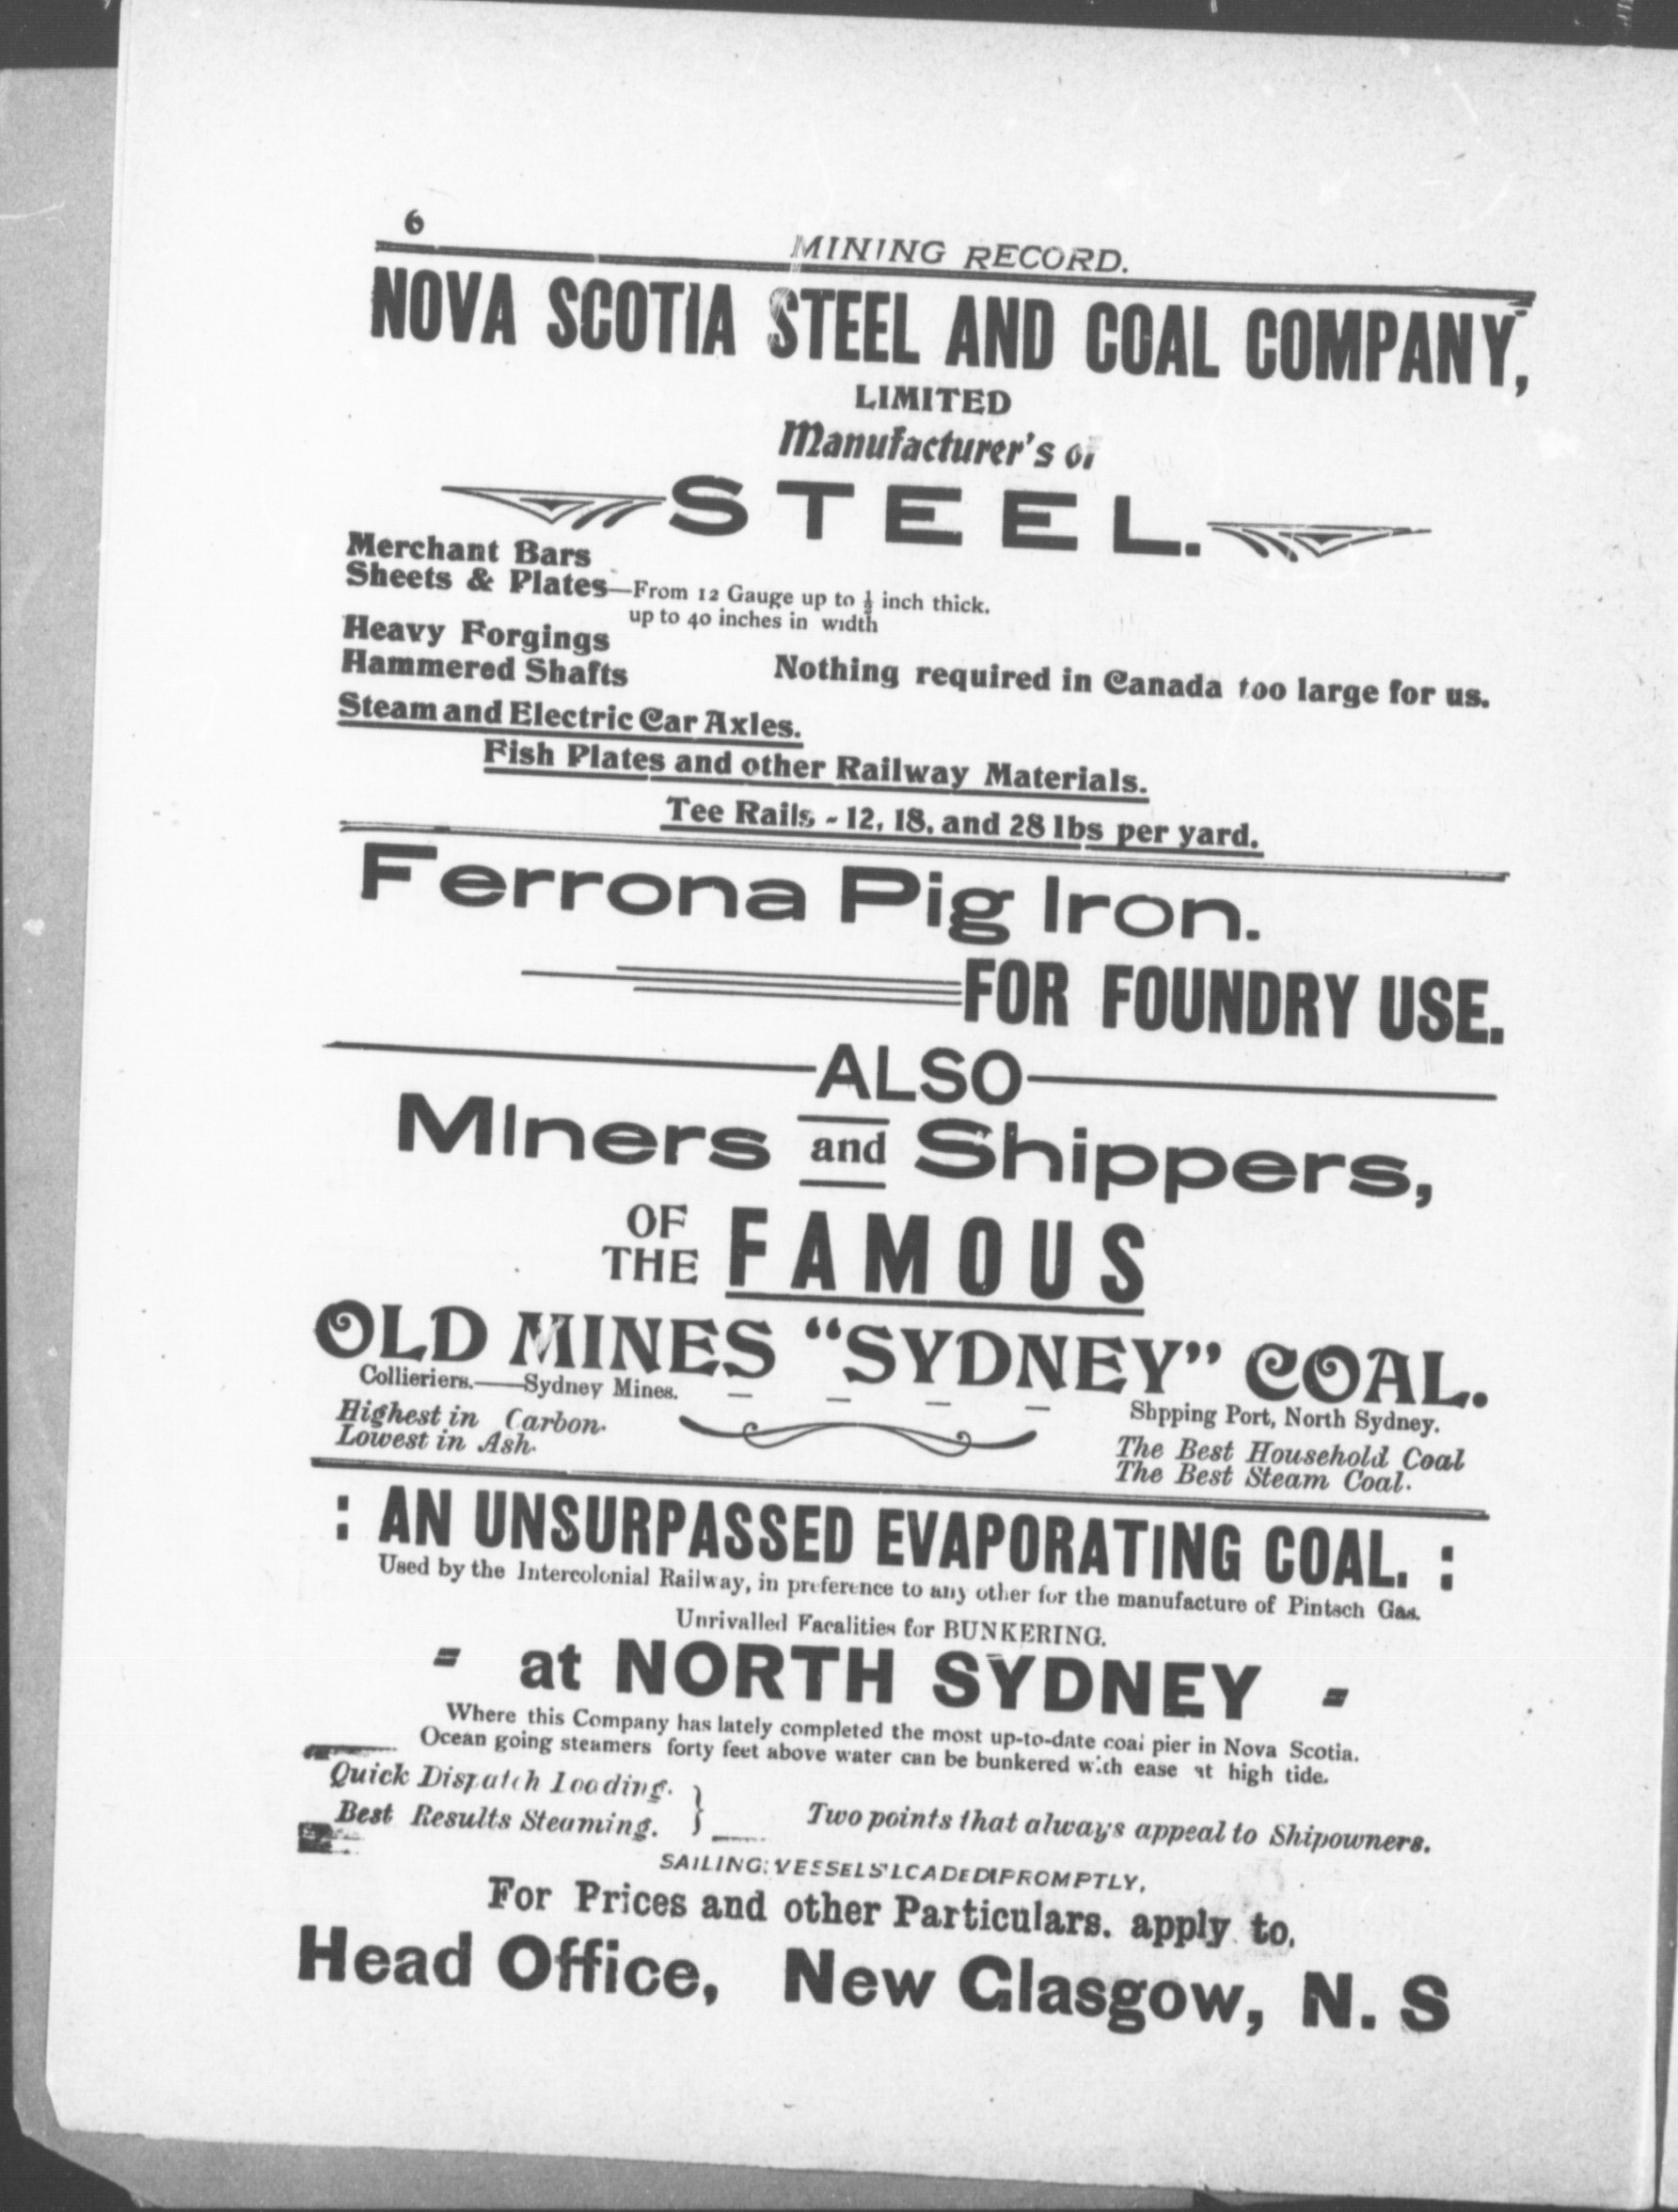 6
MINING RECORD.
NOVA SCOTIA STEEL AND COAL COMPANY,
LIMITED
Manufacturer's of
STEEL.
Merchant Bars
Sheets & Plates—From 12 Gauge up to ½ inch thick.
up to 40 inches in width
Heavy Forgings
Hammered Shafts
Nothing required in Canada too large for us.
Steam and Electric Car Axles.
Fish Plates and other Railway Materials.
Tee Rails - 12, 18, and 28 lbs per yard.
Ferrona Pig Iron.
FOR FOUNDRY USE.
ALSO
Miners and Shippers,
OF THE FAMOUS
OLD MINES "SYDNEY" COAL.
Collieriers.——Sydney Mines. — — — —
Shpping Port, North Sydney.
Highest in Carbon.
Lowest in Ash.
The Best Household Coal
The Best Steam Coal.
: AN UNSURPASSED EVAPORATING COAL. :
Used by the Intercolonial Railway, in preference to any other for the manufacture of Pintsch Gas.
Unrivalled Facalities for BUNKERING.
= at NORTH SYDNEY =
Where this Company has lately completed the most up-to-date coal pier in Nova Scotia.
Ocean going steamers forty feet above water can be bunkered with ease at high tide.
Quick Dispatch loading.
Best Results Steaming. } Two points that always appeal to Shipowners.
SAILING: VESSELS' LCADED PROMPTLY,
For Prices and other Particulars. apply to,
Head Office, New Glasgow, N. S